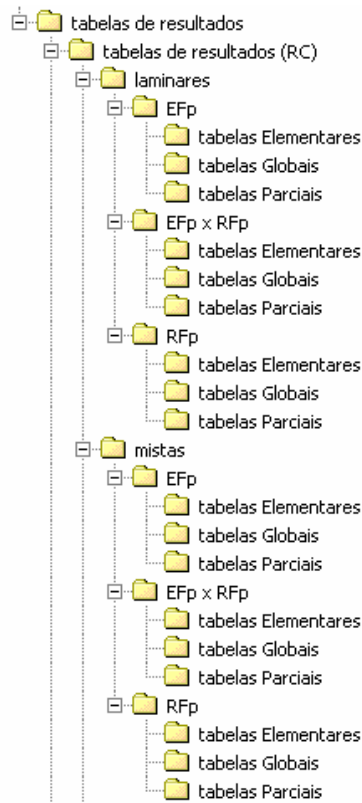 tabelas de resultados
tabelas de resultados (RC)
laminares
EFp
tabelas Elementares
tabelas Globais
tabelas Parciais
EFp x RFp
tabelas Elementares
tabelas Globais
tabelas Parciais
RFp
tabelas Elementares
tabelas Globais
tabelas Parciais
mistas
EFp
tabelas Elementares
tabelas Globais
tabelas Parciais
EFp x RFp
tabelas Elementares
tabelas Globais
tabelas Parciais
RFp
tabelas Elementares
tabelas Globais
tabelas Parciais